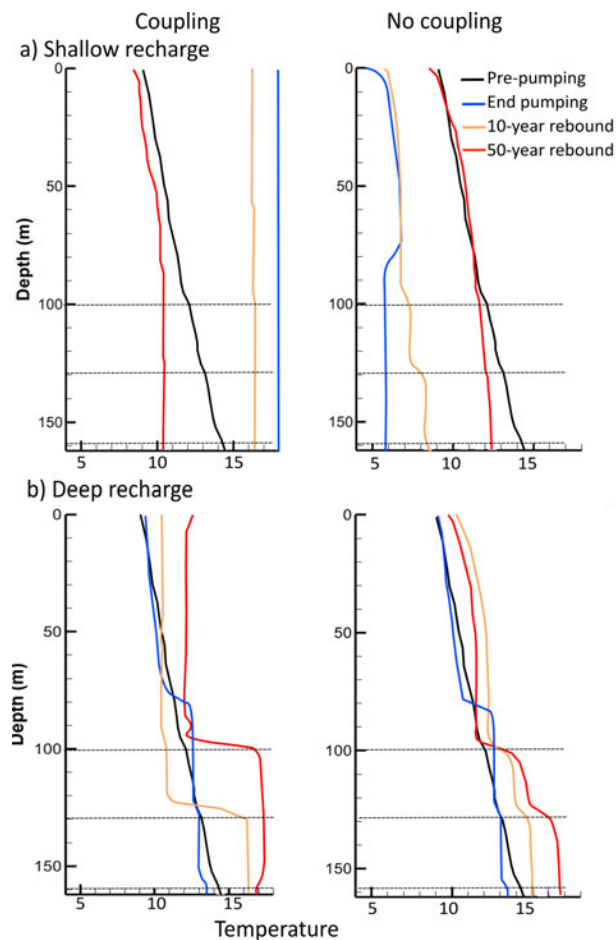 Coupling No coupling
a) Shallow recharge
0 0
50 50
100 100
150 150
Depth (m)
Pre-pumping
End pumping
10-year rebound
50-year rebound
5 10 15 5 10 15
b) Deep recharge
0 0
50 50
100 100
150 150
Depth (m)
5 10 15 5 10 15
Temperature